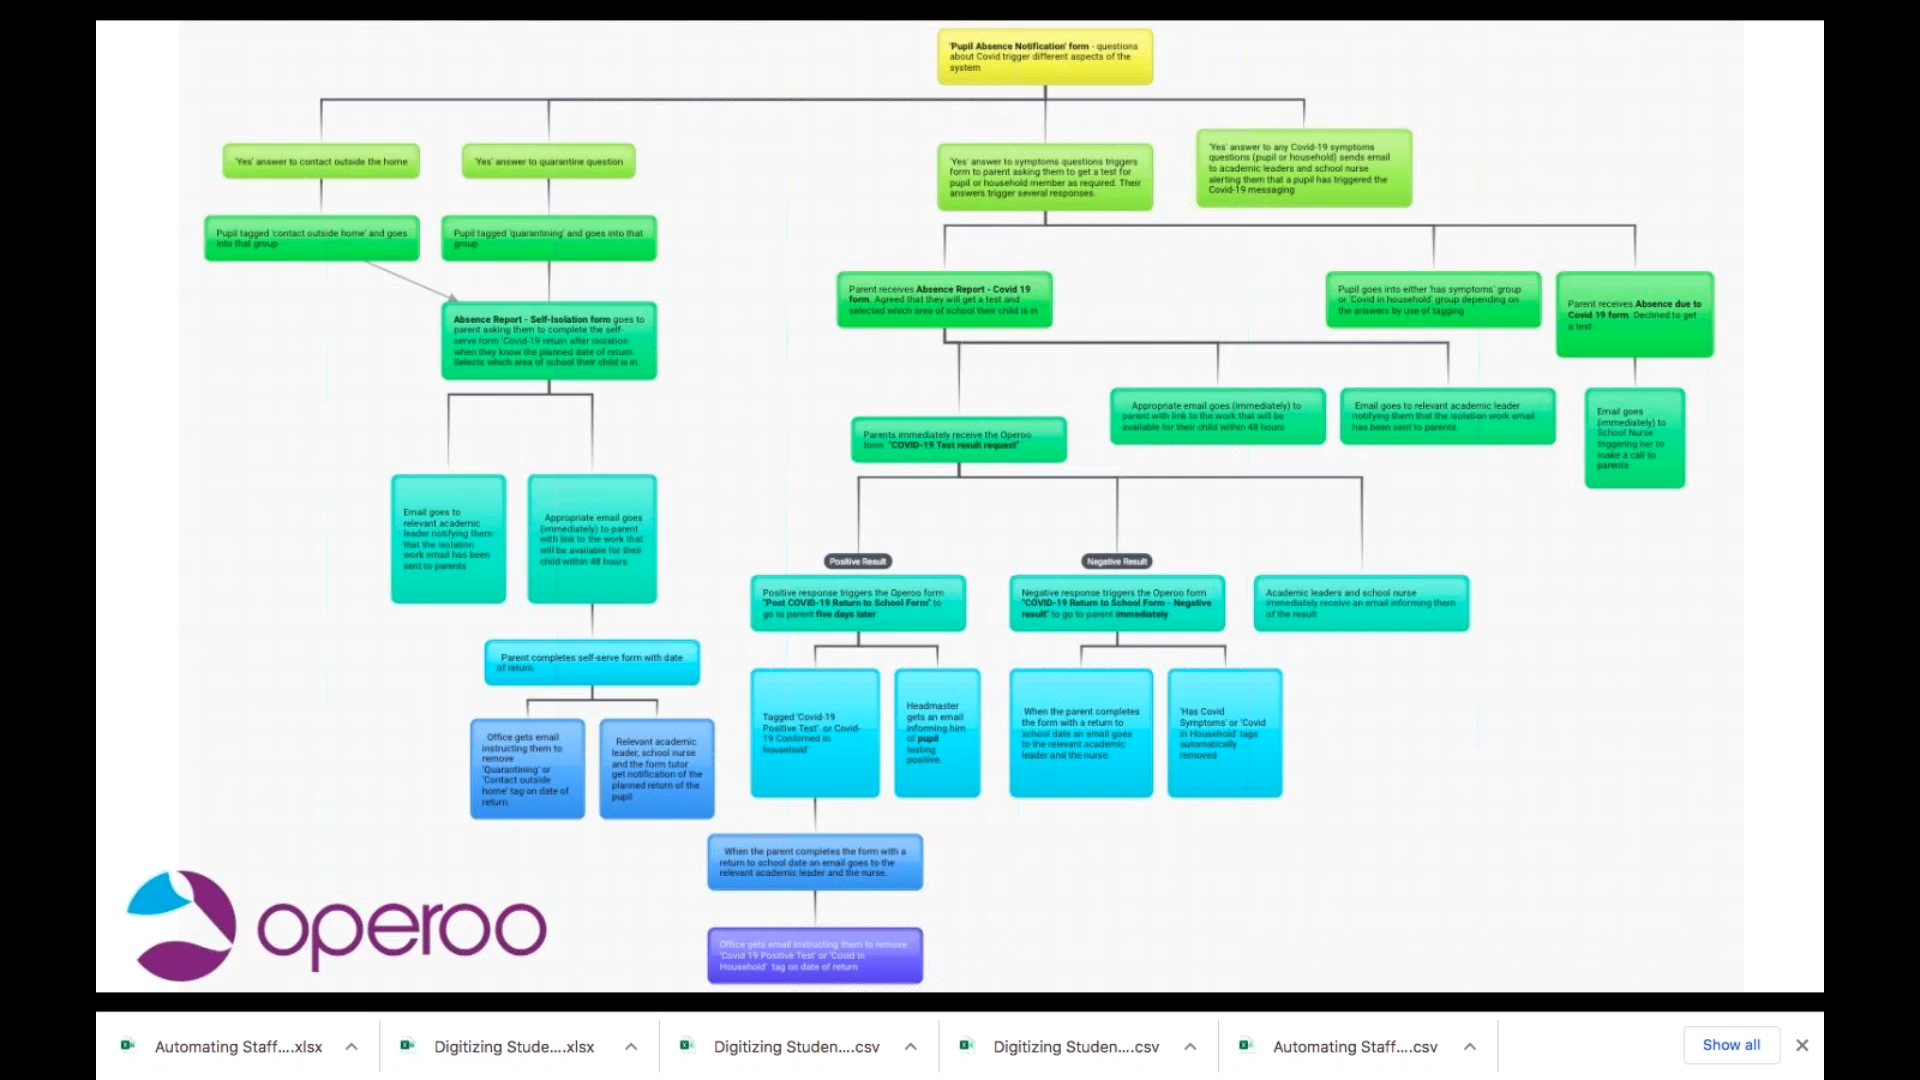 'Pupil Absence Notification' form - questions
about Covid trigger different aspects of the
system
'Yes' answer to contact outside the home
'Yes' answer to quarantine question
'Yes' answer to symptoms questions triggers
form to parent asking them to get a test for
pupil or household member as required. Their
answers trigger several responses.
'Yes' answer to any Covid-19 symptoms
questions (pupil or household) sends email
to academic leaders and school nurse
alerting them that a pupil has triggered the
Covid-19 messaging
Pupil tagged 'contact outside home' and goes
into that group
Pupil tagged 'quarantining' and goes into that
group
Parent receives Absence Report - Covid 19
form. Agreed that they will get a test and
selected which area of school their child is in
Pupil goes into either 'has symptoms' group
or 'Covid in household' group depending on
the answers by use of tagging
Parent receives Absence due to
Covid 19 form. Declined to get
a test
Absence Report - Self-Isolation form goes to
parent asking them to complete the self-
serve form 'Covid-19 return after isolation
when they know the planned date of return.
Selects which area of school their child is in.
Parents immediately receive the Operoo
form "COVID-19 Test result request"
Appropriate email goes (immediately) to
parent with link to the work that will be
available for their child within 48 hours
Email goes to relevant academic leader
notifying them that the isolation work email
has been sent to parents
Email goes
(immediately) to
School Nurse
triggering her to
make a call to
parents
Email goes to
relevant academic
leader notifying them
that the isolation
work email has been
sent to parents
Appropriate email goes
(immediately) to parent
with link to the work that
will be available for their
child within 48 hours
Positive Result
Negative Result
Positive response triggers the Operoo form
"Post COVID-19 Return to School Form" to
go to parent five days later
Negative response triggers the Operoo form
"COVID-19 Return to School Form - Negative
result" to go to parent immediately
Academic leaders and school nurse
immediately receive an email informing them
of the result
Parent completes self-serve form with date
of return.
Tagged 'Covid-19
Positive Test' or Covid-
19 Confirmed in
household'
Headmaster
gets an email
informing him
of pupil
testing
positive.
When the parent completes
the form with a return to
school date an email goes
to the relevant academic
leader and the nurse.
'Has Covid
Symptoms' or 'Covid
in Household' tags
automatically
removed
Office gets email
instructing them to
remove
'Quarantining' or
'Contact outside
home' tag on date of
return.
Relevant academic
leader, school nurse
and the form tutor
get notification of the
planned return of the
pupil
When the parent completes the form with a
return to school date an email goes to the
relevant academic leader and the nurse.
Office gets email instructing them to remove
'Covid 19 Positive Test' or 'Covid in
Household' tag on date of return
operoo
Automating Staff....xlsx
Digitizing Stude....xlsx
Digitizing Studen....csv
Digitizing Studen....csv
Automating Staff....csv
Show all